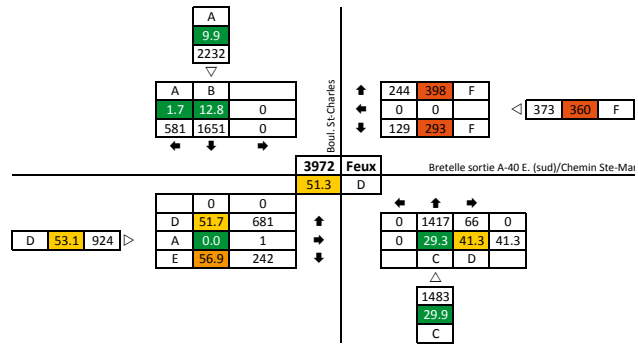 A
9.9
2232
A B
1.7 12.8 0
581 1651 0
Boul. St-Charles
244 398 F
0 0
129 293 F
373 360 F
3972 Feux
51.3 D
Bretelle sortie A-40 E. (sud)/Chemin Ste-Mar
0 0
D 51.7 681
A 0.0 1
E 56.9 242
D 53.1 924
0 1417 66 0
0 29.3 41.3 41.3
C D
1483
29.9
C